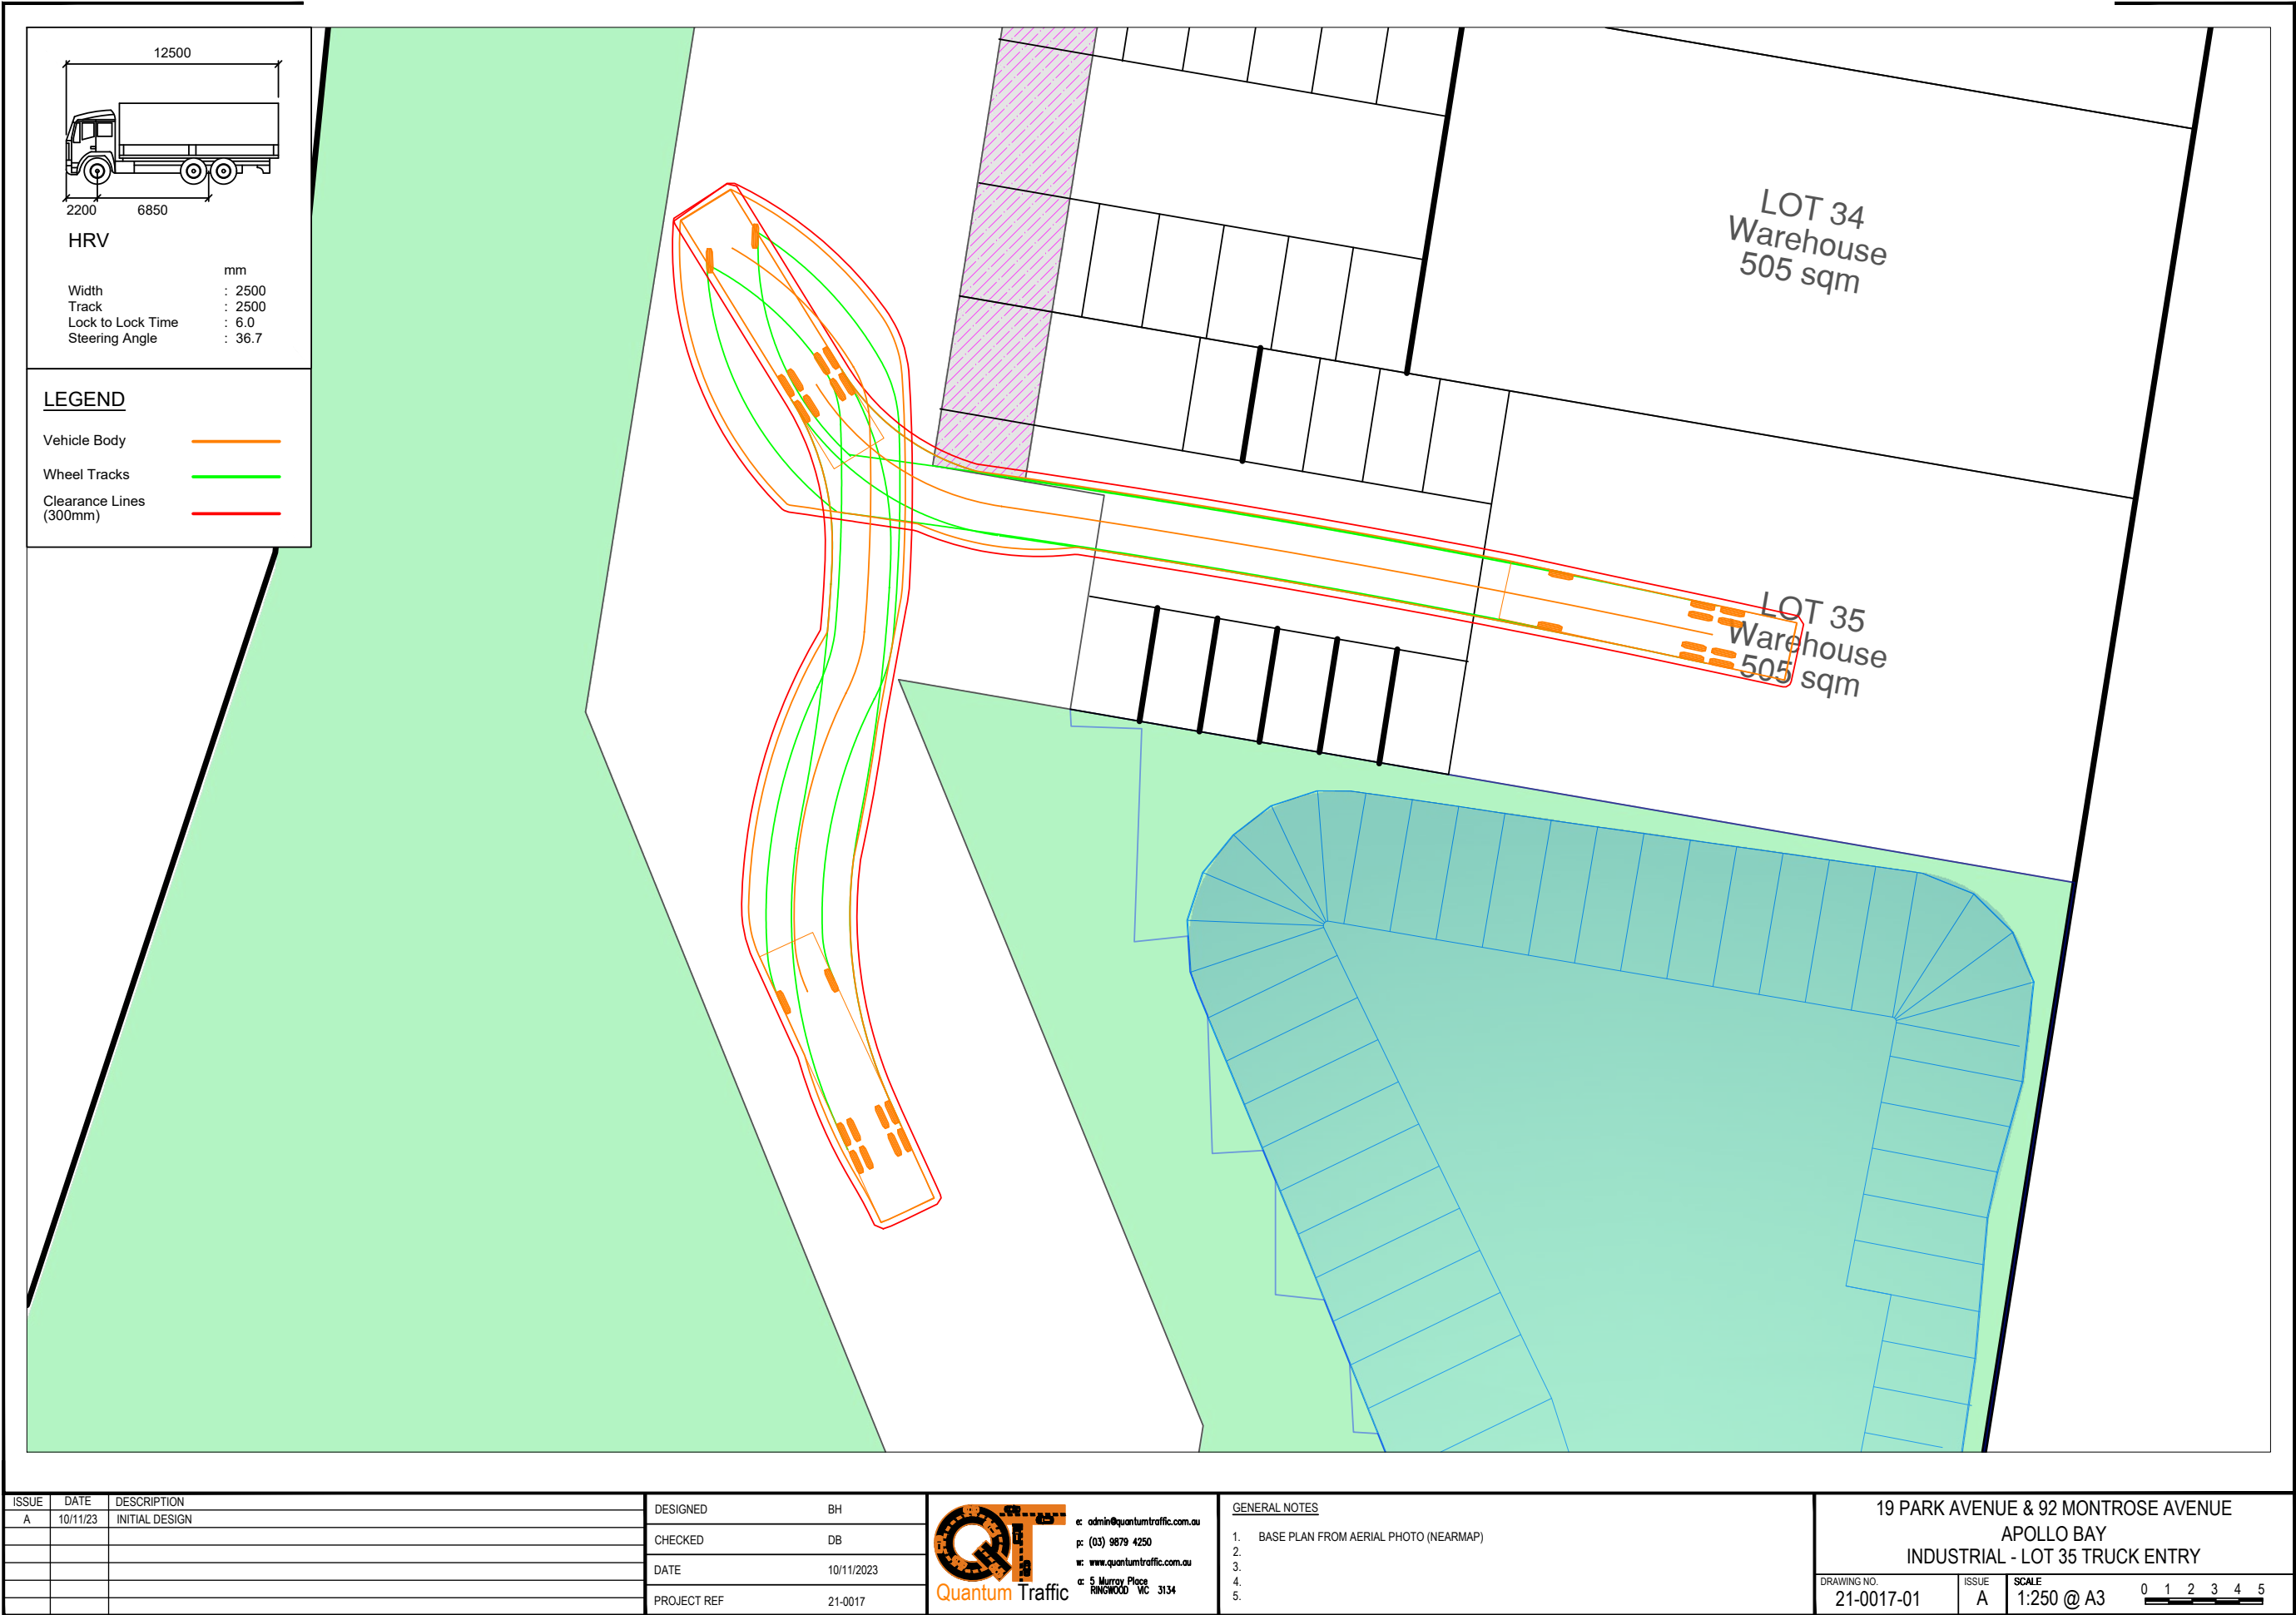 12500
2200 6850
HRV
mm
Width : 2500
Track : 2500
Lock to Lock Time : 6.0
Steering Angle : 36.7
LEGEND
Vehicle Body
Wheel Tracks
Clearance Lines
(300mm)
LOT 34
Warehouse
505 sqm
LOT 35
Warehouse
505 sqm
ISSUE DATE DESCRIPTION
A 10/11/23 INITIAL DESIGN
DESIGNED BH
CHECKED DB
DATE 10/11/2023
PROJECT REF 21-0017
QT
Quantum Traffic
e: admin@quantumtraffic.com.au
p: (03) 9879 4250
w: www.quantumtraffic.com.au
a: 5 Murray Place
RINGWOOD VIC 3134
GENERAL NOTES
1. BASE PLAN FROM AERIAL PHOTO (NEARMAP)
2.
3.
4.
5.
19 PARK AVENUE & 92 MONTROSE AVENUE
APOLLO BAY
INDUSTRIAL - LOT 35 TRUCK ENTRY
DRAWING NO.
21-0017-01
ISSUE
A
SCALE
1:250 @ A3
0 1 2 3 4 5